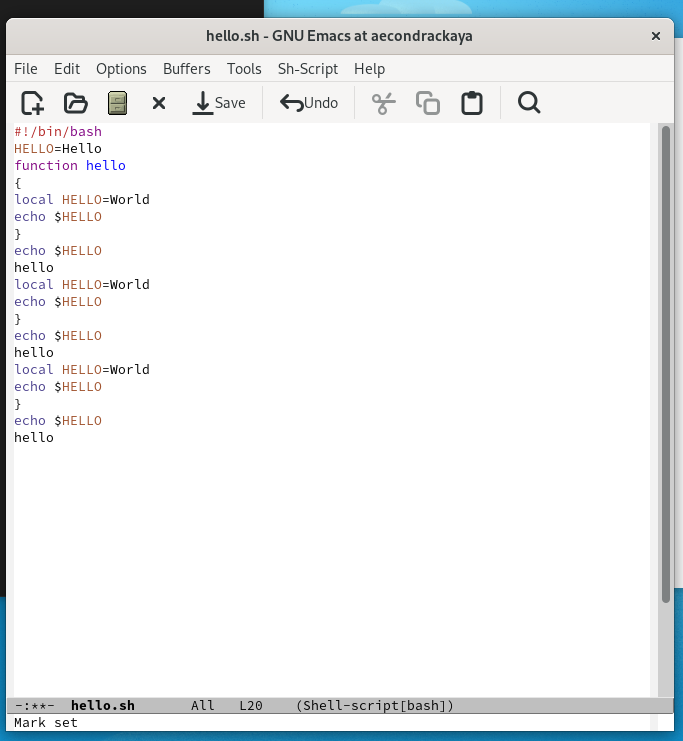 hello.sh - GNU Emacs at aecondrackaya
File Edit Options Buffers Tools Sh-Script Help
Save Undo
#!/bin/bash
HELLO=Hello
function hello
{
local HELLO=World
echo $HELLO
}
echo $HELLO
hello
local HELLO=World
echo $HELLO
}
echo $HELLO
hello
local HELLO=World
echo $HELLO
}
echo $HELLO
hello
-:**-  hello.sh       All   L20    (Shell-script[bash])
Mark set